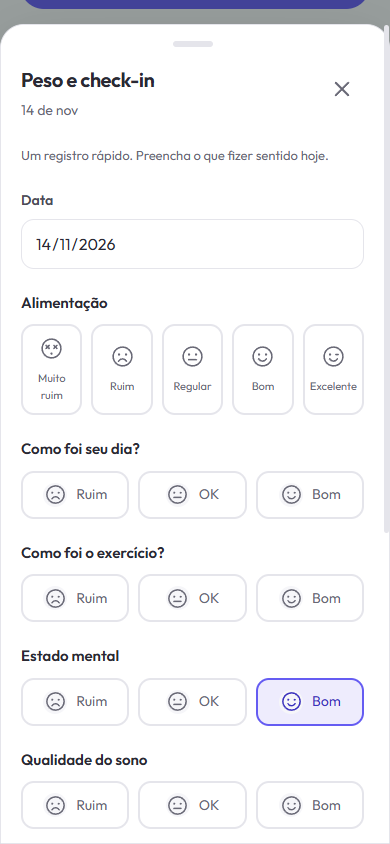 Peso e check-in
14 de nov
Um registro rápido. Preencha o que fizer sentido hoje.
Data
14/11/2026
Alimentação
Muito
ruim
Ruim
Regular
Bom
Excelente
Como foi seu dia?
Ruim
OK
Bom
Como foi o exercício?
Ruim
OK
Bom
Estado mental
Ruim
OK
Bom
Qualidade do sono
Ruim
OK
Bom